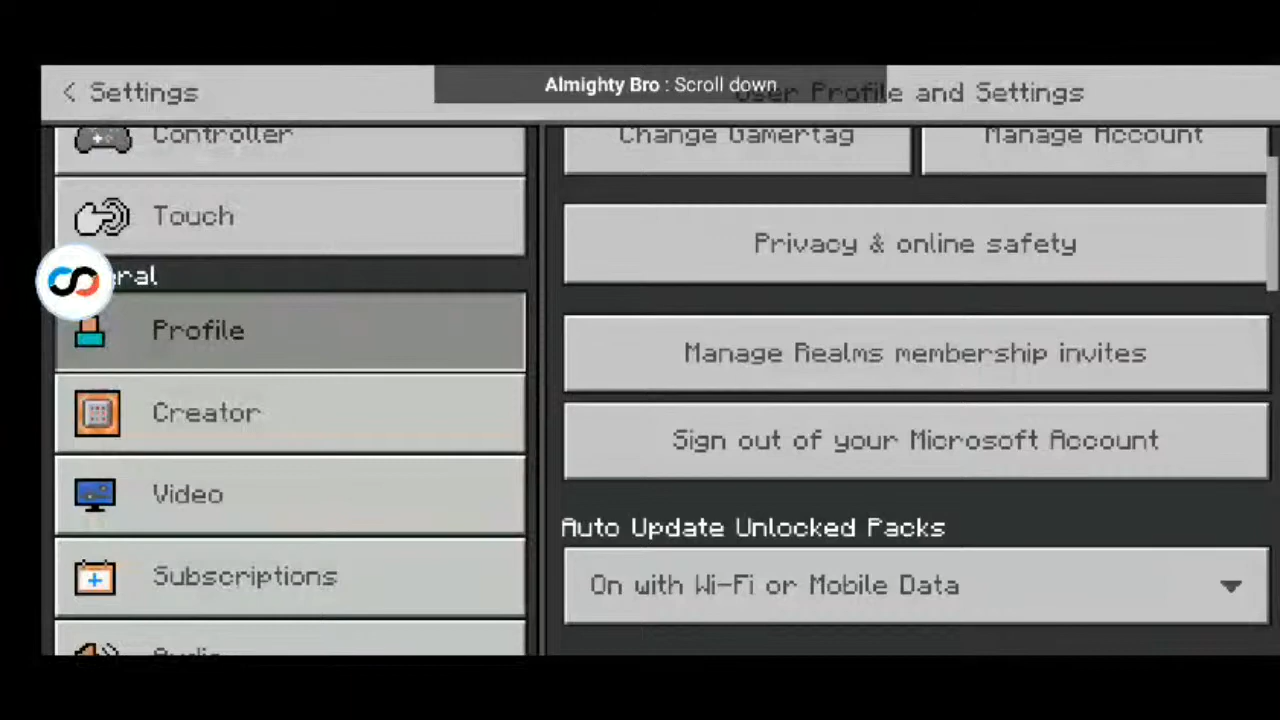 Settings
Almighty Bro : Scroll down
User Profile and Settings
Controller
Touch
Profile
Creator
Video
Subscriptions
Audio
Change Gamertag
Manage Account
Privacy & online safety
Manage Realms membership invites
Sign out of your Microsoft Account
Auto Update Unlocked Packs
On with Wi-Fi or Mobile Data